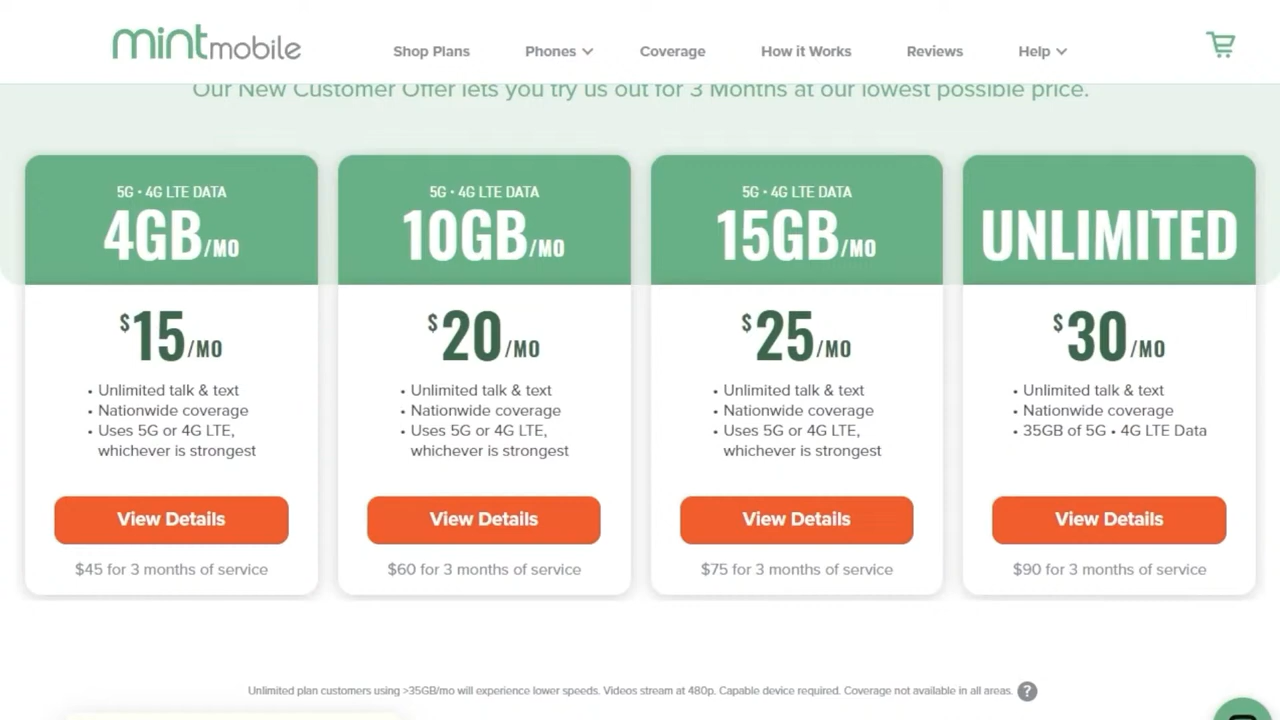 mintmobile
Shop Plans
Phones
Coverage
How it Works
Reviews
Help
Our New Customer Offer lets you try us out for 3 Months at our lowest possible price.
5G • 4G LTE DATA
4GB/MO
$15/MO
• Unlimited talk & text
• Nationwide coverage
• Uses 5G or 4G LTE,
whichever is strongest
View Details
$45 for 3 months of service
5G • 4G LTE DATA
10GB/MO
$20/MO
• Unlimited talk & text
• Nationwide coverage
• Uses 5G or 4G LTE,
whichever is strongest
View Details
$60 for 3 months of service
5G • 4G LTE DATA
15GB/MO
$25/MO
• Unlimited talk & text
• Nationwide coverage
• Uses 5G or 4G LTE,
whichever is strongest
View Details
$75 for 3 months of service
UNLIMITED
$30/MO
• Unlimited talk & text
• Nationwide coverage
• 35GB of 5G • 4G LTE Data
View Details
$90 for 3 months of service
Unlimited plan customers using >35GB/mo will experience lower speeds. Videos stream at 480p. Capable device required. Coverage not available in all areas. ?